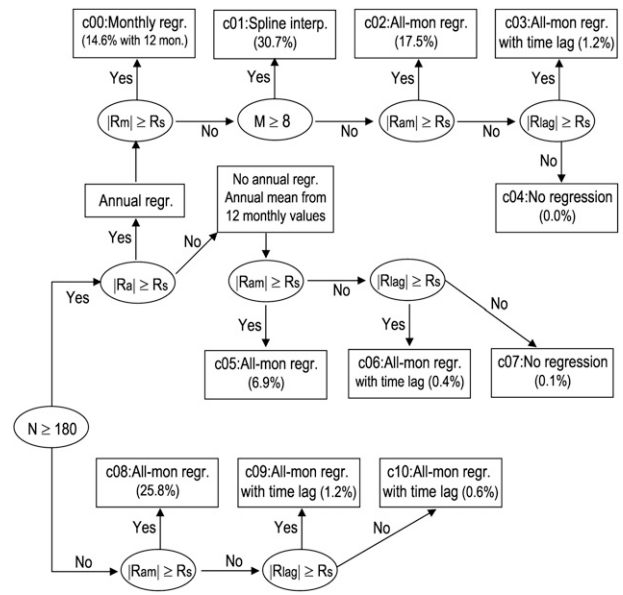 c00:Monthly regr.
(14.6% with 12 mon.)
c01:Spline interp.
(30.7%)
c02:All-mon regr.
(17.5%)
c03:All-mon regr.
with time lag (1.2%)
Yes
Yes
Yes
Yes
|Rm| ≥ Rs
No
M ≥ 8
No
|Ram| ≥ Rs
No
|Rlag| ≥ Rs
No
c04:No regression
(0.0%)
Annual regr.
No annual regr.
Annual mean from
12 monthly values
Yes
No
|Ra| ≥ Rs
Yes
|Ram| ≥ Rs
No
|Rlag| ≥ Rs
No
Yes
Yes
c05:All-mon regr.
(6.9%)
c06:All-mon regr.
with time lag (0.4%)
c07:No regression
(0.1%)
N ≥ 180
c08:All-mon regr.
(25.8%)
c09:All-mon regr.
with time lag (1.2%)
c10:All-mon regr.
with time lag (0.6%)
Yes
Yes
No
No
|Ram| ≥ Rs
No
|Rlag| ≥ Rs